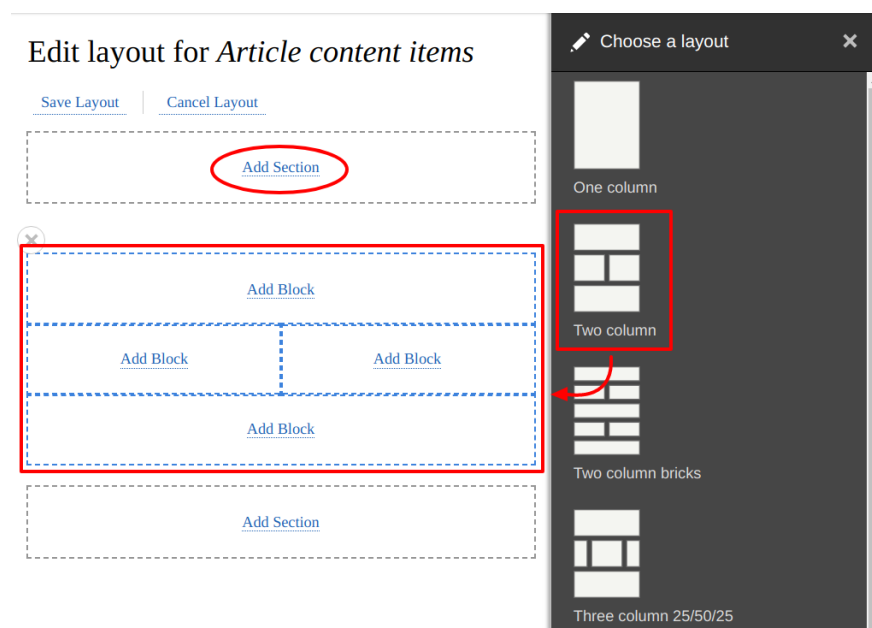 Edit layout for Article content items
Save Layout
Cancel Layout
Add Section
Add Block
Add Block
Add Block
Add Block
Add Section
Choose a layout
One column
Two column
Two column bricks
Three column 25/50/25